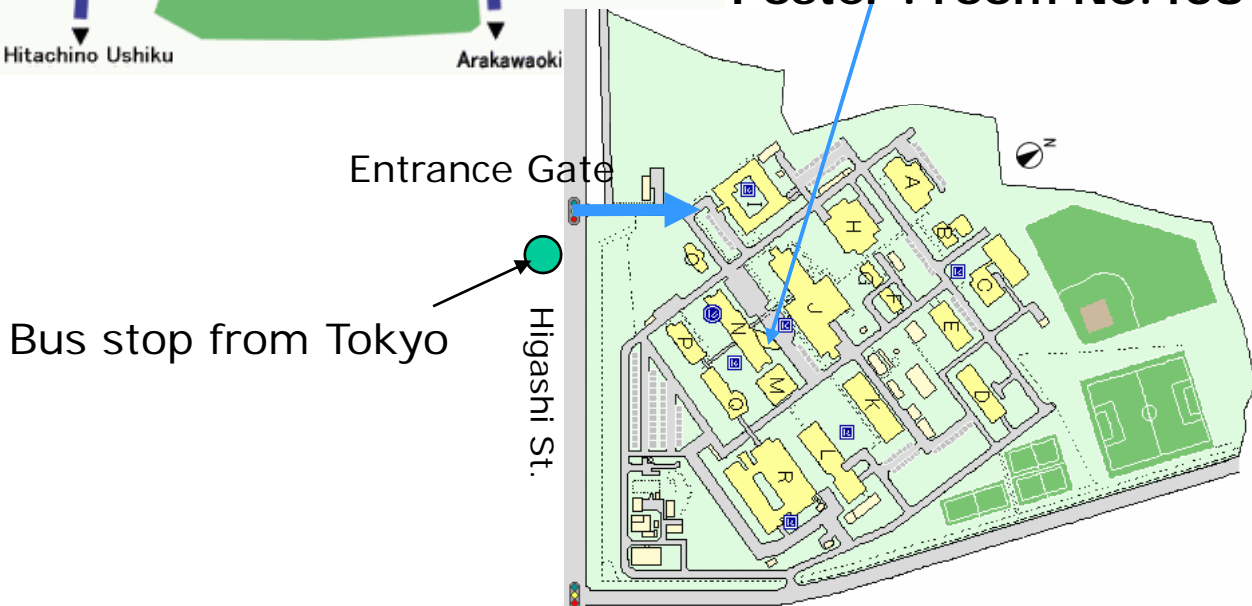 Hitachino Ushiku
Arakawaoki
Entrance Gate
Bus stop from Tokyo
Higashi St.
N
A
B
C
D
E
F
G
H
I
J
K
L
M
N
O
P
Q
R